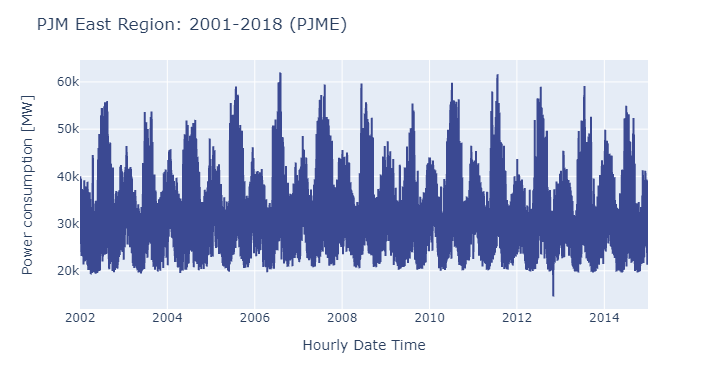 PJM East Region: 2001-2018 (PJME)
Power consumption [MW]
60k
50k
40k
30k
20k
2002 2004 2006 2008 2010 2012 2014
Hourly Date Time